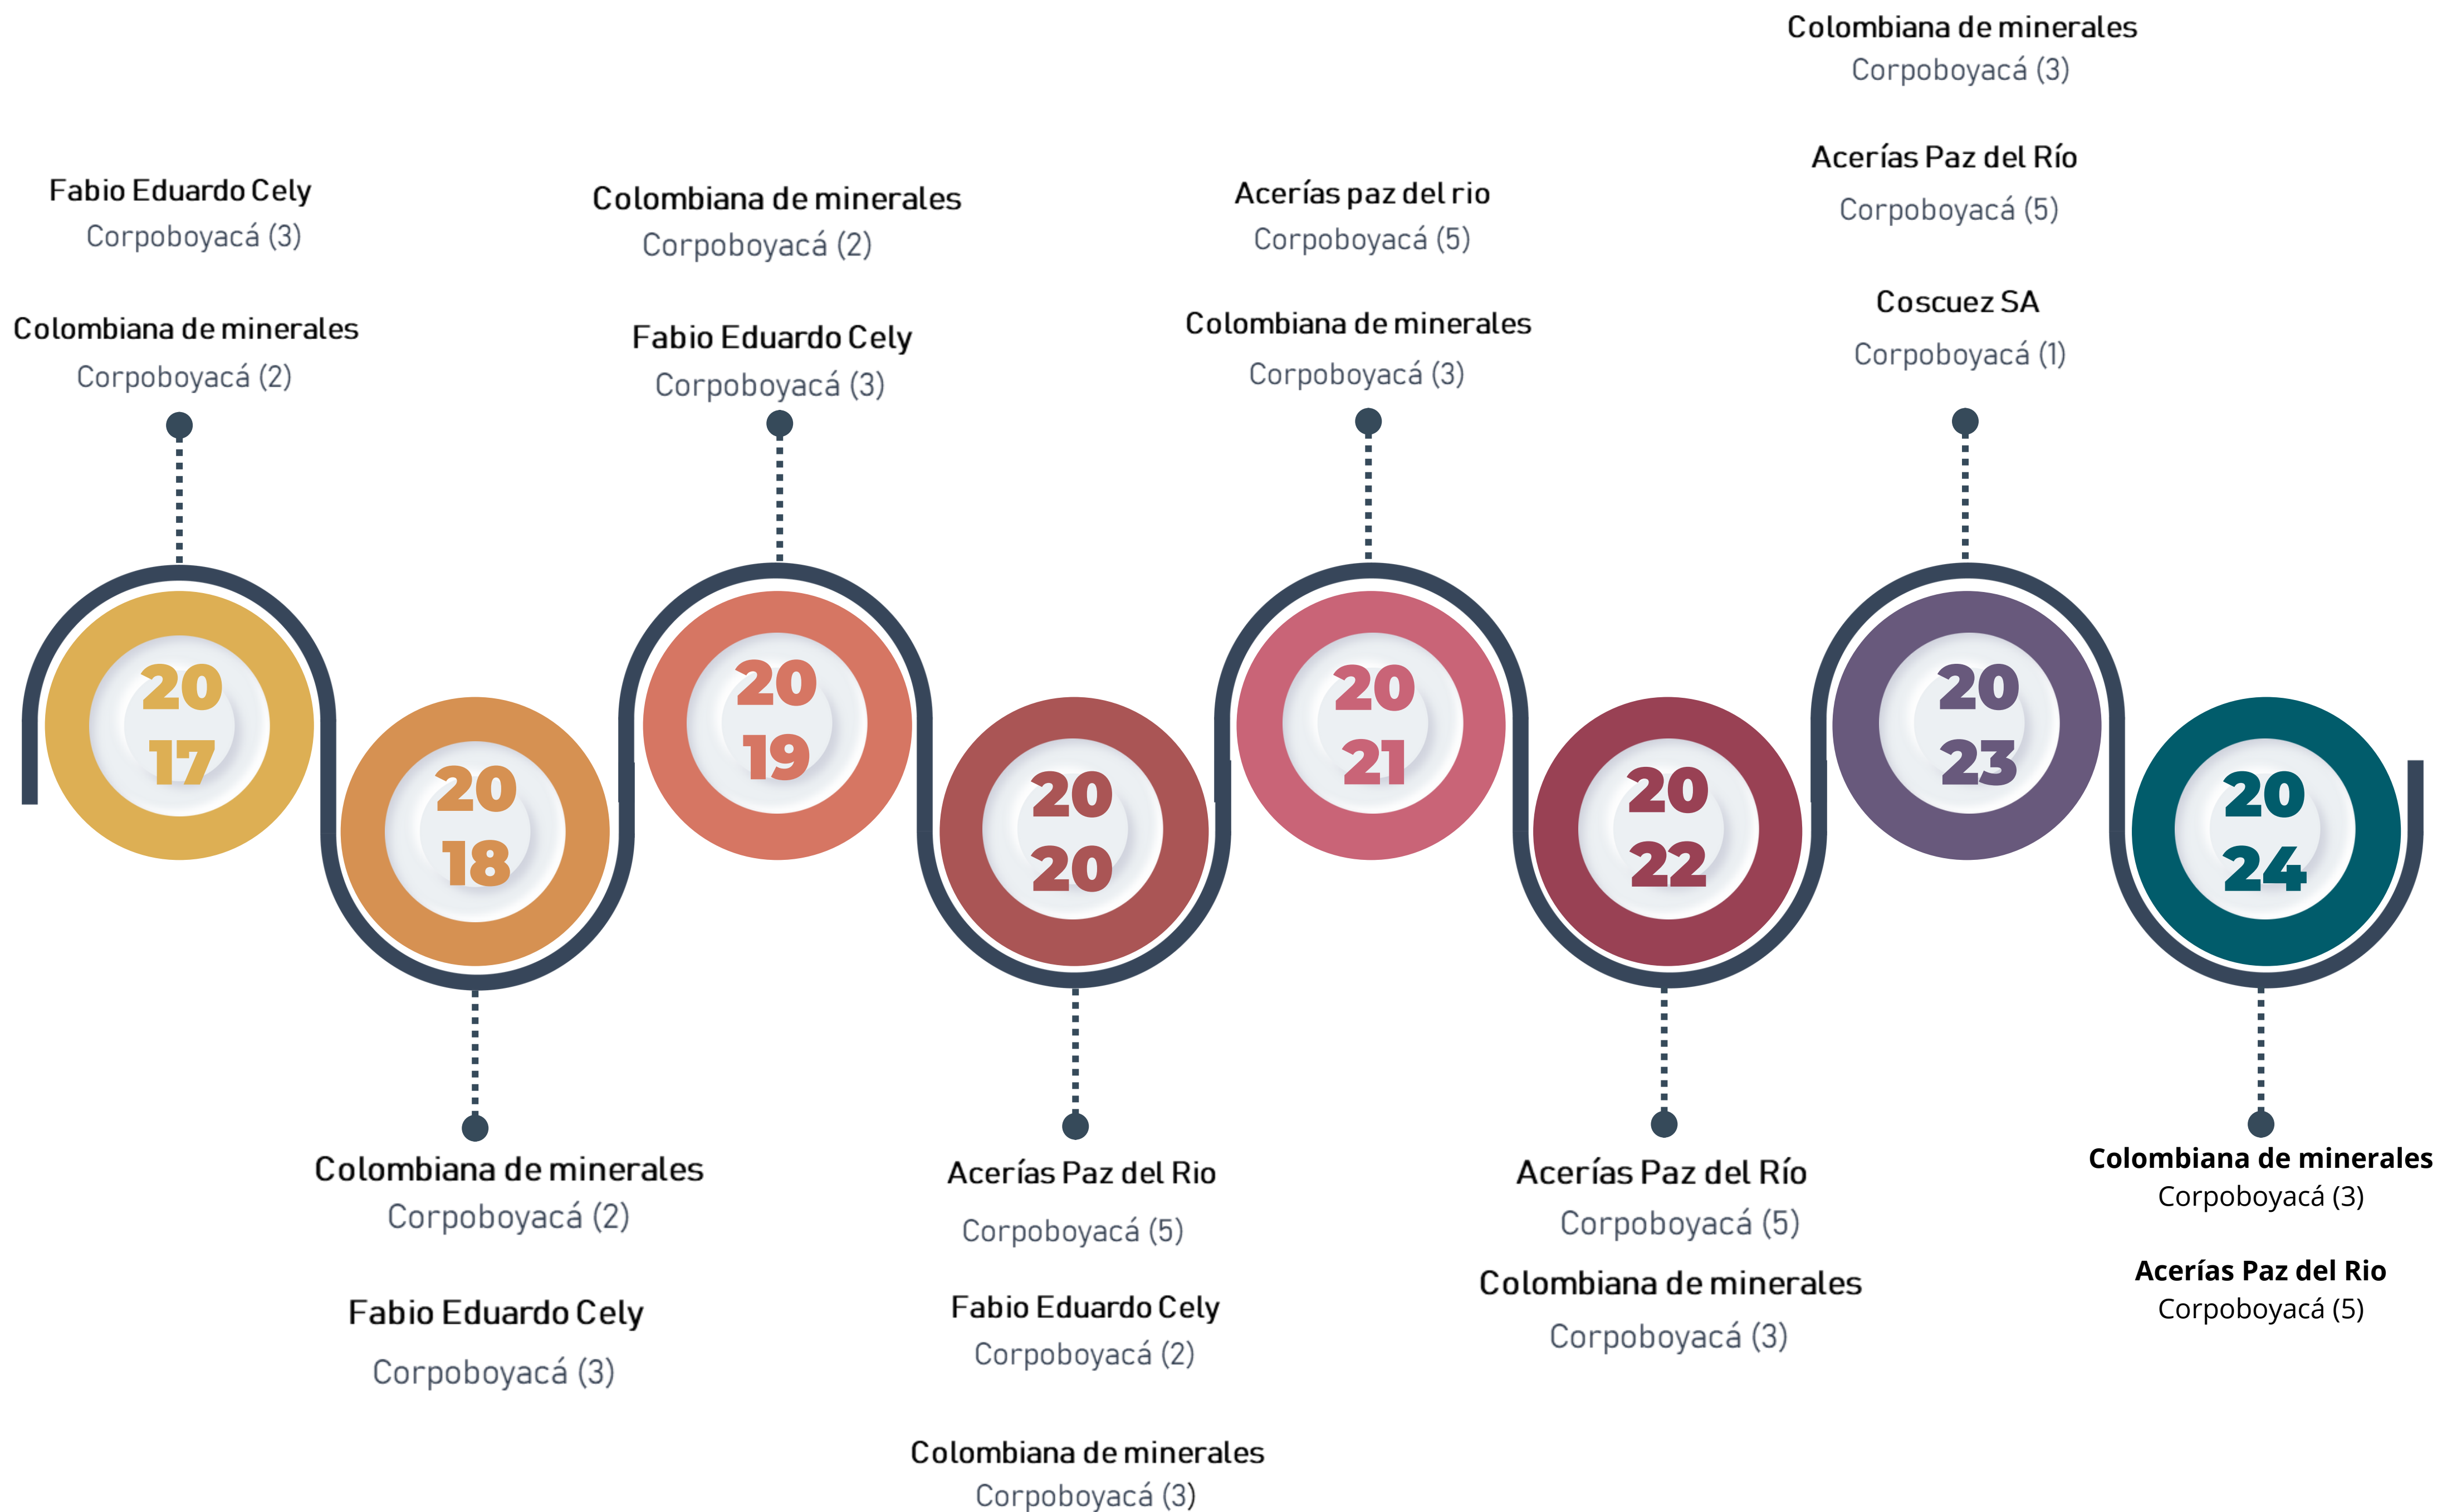 Fabio Eduardo Cely
Corpoboyacá (3)
Colombiana de minerales
Corpoboyacá (2)
20
17
Colombiana de minerales
Corpoboyacá (2)
Fabio Eduardo Cely
Corpoboyacá (3)
20
18
Colombiana de minerales
Corpoboyacá (2)
Fabio Eduardo Cely
Corpoboyacá (3)
20
19
Acerías Paz del Rio
Corpoboyacá (5)
Fabio Eduardo Cely
Corpoboyacá (2)
Colombiana de minerales
Corpoboyacá (3)
20
20
Acerías paz del rio
Corpoboyacá (5)
Colombiana de minerales
Corpoboyacá (3)
20
21
Acerías Paz del Río
Corpoboyacá (5)
Colombiana de minerales
Corpoboyacá (3)
20
22
Colombiana de minerales
Corpoboyacá (3)
Acerías Paz del Río
Corpoboyacá (5)
Coscuez SA
Corpoboyacá (1)
20
23
20
24
Colombiana de minerales
Corpoboyacá (3)
Acerías Paz del Rio
Corpoboyacá (5)